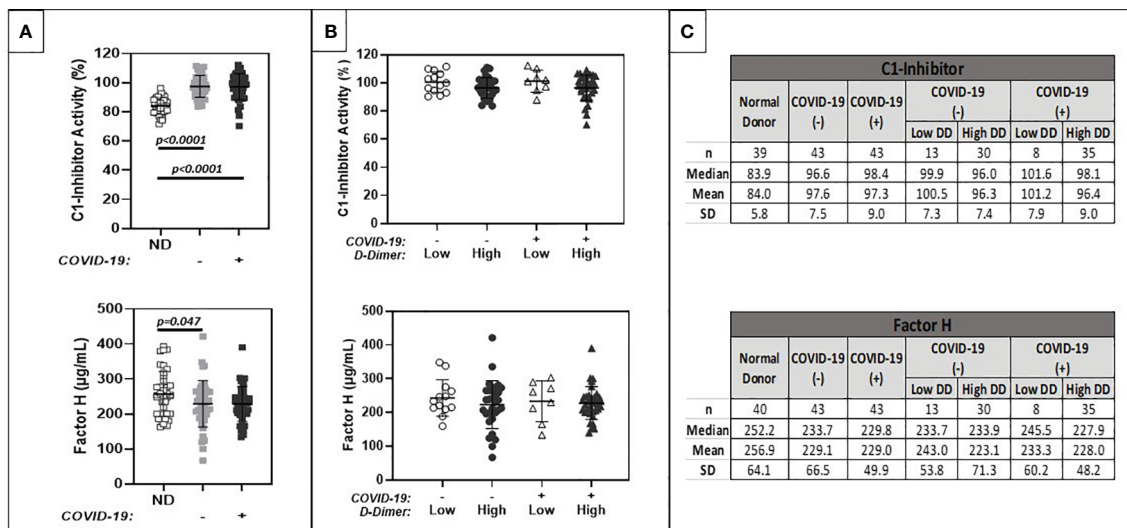 A
C1-Inhibitor Activity (%)
120
100
80
60
40
20
0
p<0.0001
p<0.0001
ND
COVID-19: - +
Factor H (µg/mL)
500
400
300
200
100
0
p=0.047
ND
COVID-19: - +
B
C1-Inhibitor Activity (%)
120
100
80
60
40
20
0
COVID-19: - - + +
D-Dimer: Low High Low High
Factor H (µg/mL)
500
400
300
200
100
0
COVID-19: - - + +
D-Dimer: Low High Low High
C
C1-Inhibitor
Normal Donor COVID-19 (-) COVID-19 (+) COVID-19 (-) COVID-19 (+)
Low DD High DD Low DD High DD
n 39 43 43 13 30 8 35
Median 83.9 96.6 98.4 99.9 96.0 101.6 98.1
Mean 84.0 97.6 97.3 100.5 96.3 101.2 96.4
SD 5.8 7.5 9.0 7.3 7.4 7.9 9.0
Factor H
Normal Donor COVID-19 (-) COVID-19 (+) COVID-19 (-) COVID-19 (+)
Low DD High DD Low DD High DD
n 40 43 43 13 30 8 35
Median 252.2 233.7 229.8 233.7 233.9 245.5 227.9
Mean 256.9 229.1 229.0 243.0 223.1 233.3 228.0
SD 64.1 66.5 49.9 53.8 71.3 60.2 48.2